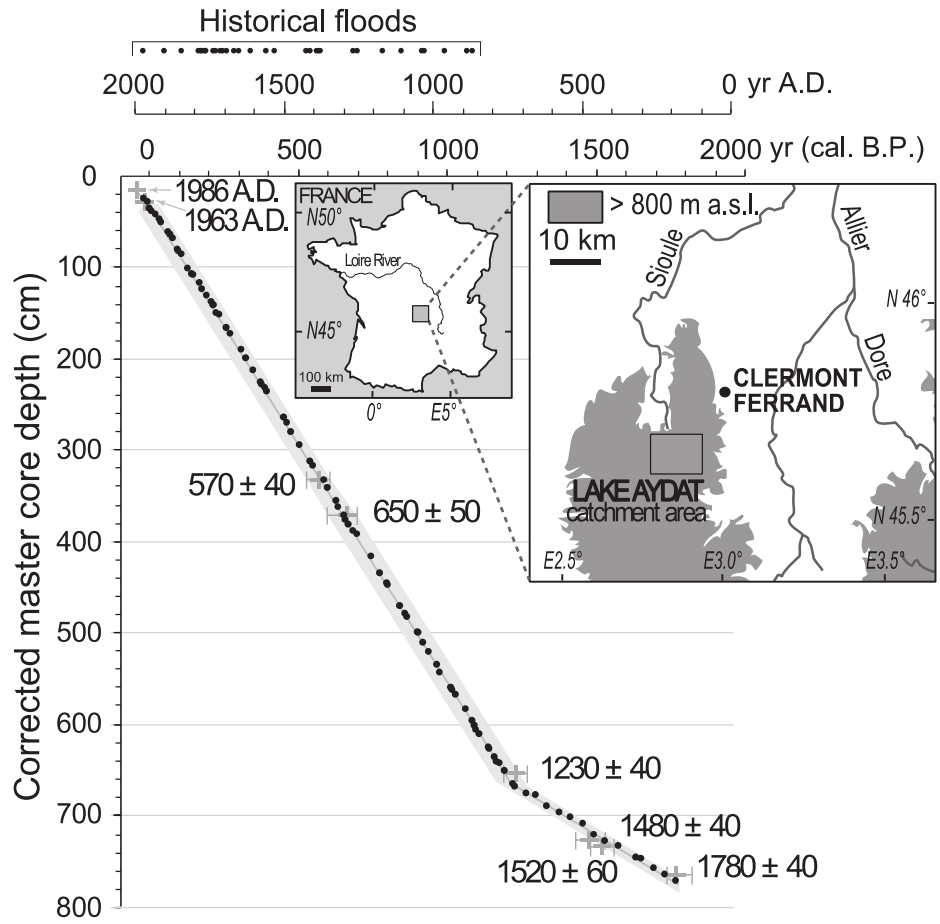 Historical floods
2000 1500 1000 500 0 yr A.D.
0 500 1000 1500 2000 yr (cal. B.P.)
Corrected master core depth (cm)
0
100
200
300
400
500
600
700
800
1986 A.D.
1963 A.D.
570 ± 40
650 ± 50
1230 ± 40
1480 ± 40
1520 ± 60
1780 ± 40
FRANCE
N50°
Loire River
N45°
100 km
0° E5°
> 800 m a.s.l.
10 km
Sioule
Allier
Dore
N 46°
CLERMONT
FERRAND
LAKE AYDAT
catchment area
N 45.5°
E2.5° E3.0° E3.5°